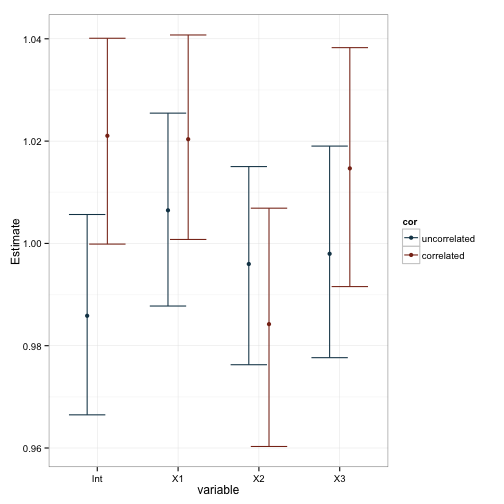 1.04
1.02
1.00
0.98
0.96
Estimate
Int X1 X2 X3
variable
cor
uncorrelated
correlated